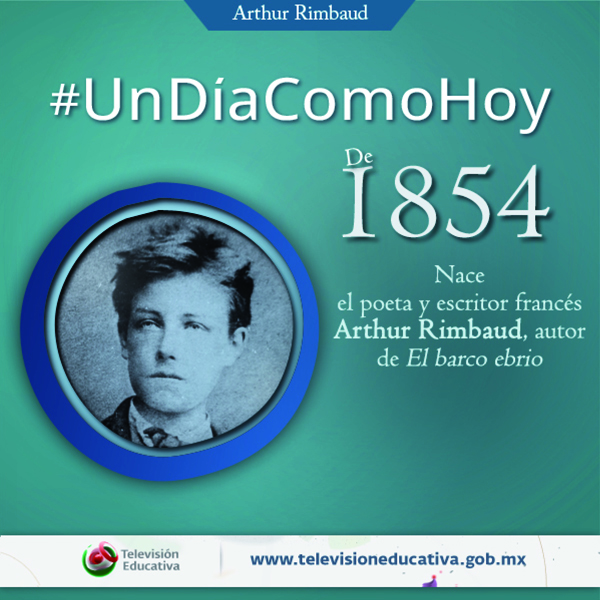 Arthur Rimbaud
#UnDíaComoHoy
De
1854
Nace
el poeta y escritor francés
Arthur Rimbaud, autor
de El barco ebrio
Televisión
Educativa
www.televisioneducativa.gob.mx